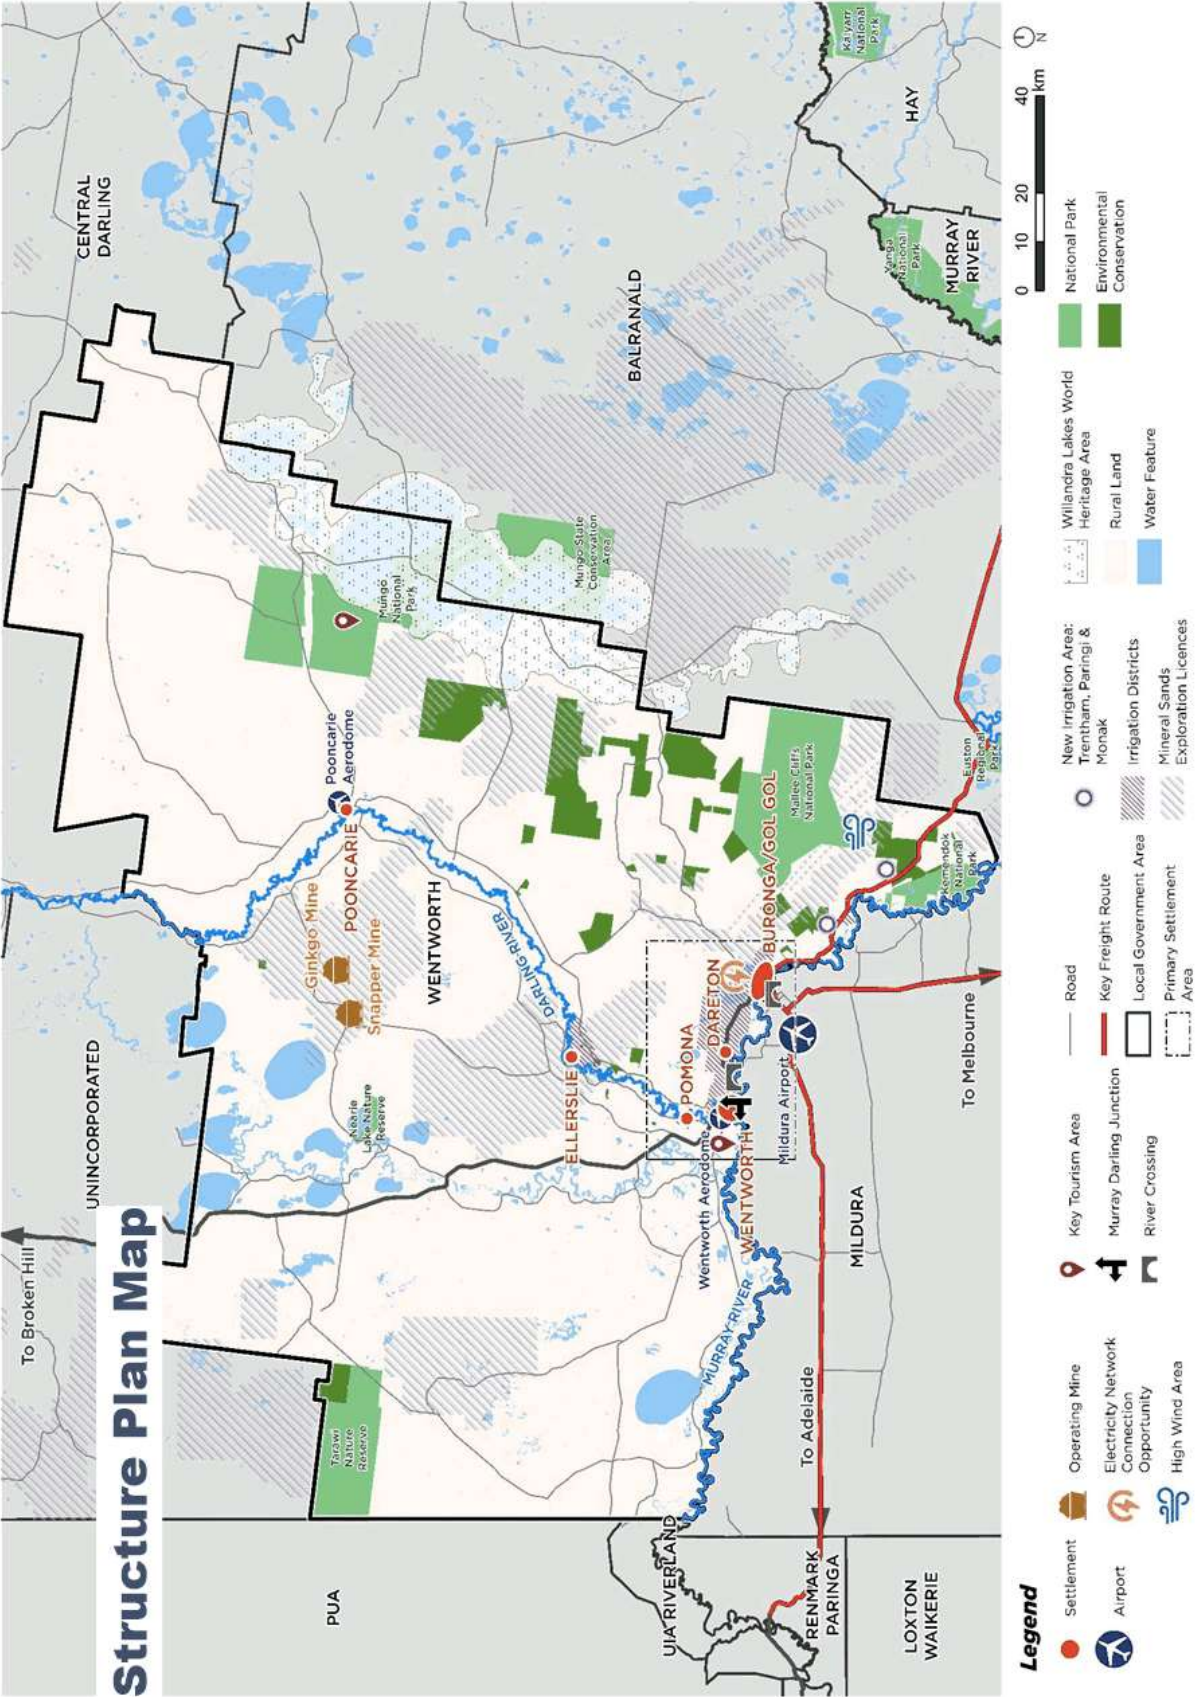 Structure Plan Map
To Broken Hill
UNINCORPORATED
CENTRAL
DARLING
Kalyarr
National
Park
HAY
Yanga
National
Park
MURRAY
RIVER
BALRANALD
Mungo
National
Park
Mungo State
Conservation
Area
Pooncarie
Aerodome
POONCARIE
Ginkgo Mine
Snapper Mine
WENTWORTH
DARLING RIVER
Nearie
Lake Nature
Reserve
ELLERSLIE
Tarawi
Nature
Reserve
PUA
POMONA
DARETON
BURONGA/GOL GOL
Mallee Cliffs
National Park
Kemendok
National
Park
Euston
Regional
Park
Wentworth Aerodome
WENTWORTH
Mildura Airport
MURRAY RIVER
MILDURA
To Melbourne
To Adelaide
UIA RIVERLAND
RENMARK
PARINGA
LOXTON
WAIKERIE
Legend
Settlement
Airport
Operating Mine
Electricity Network
Connection
Opportunity
High Wind Area
Key Tourism Area
Murray Darling Junction
River Crossing
Road
Key Freight Route
Local Government Area
Primary Settlement
Area
New Irrigation Area:
Trentham, Paringi &
Monak
Irrigation Districts
Mineral Sands
Exploration Licences
Willandra Lakes World
Heritage Area
Rural Land
Water Feature
National Park
Environmental
Conservation
0 10 20 40
km
N